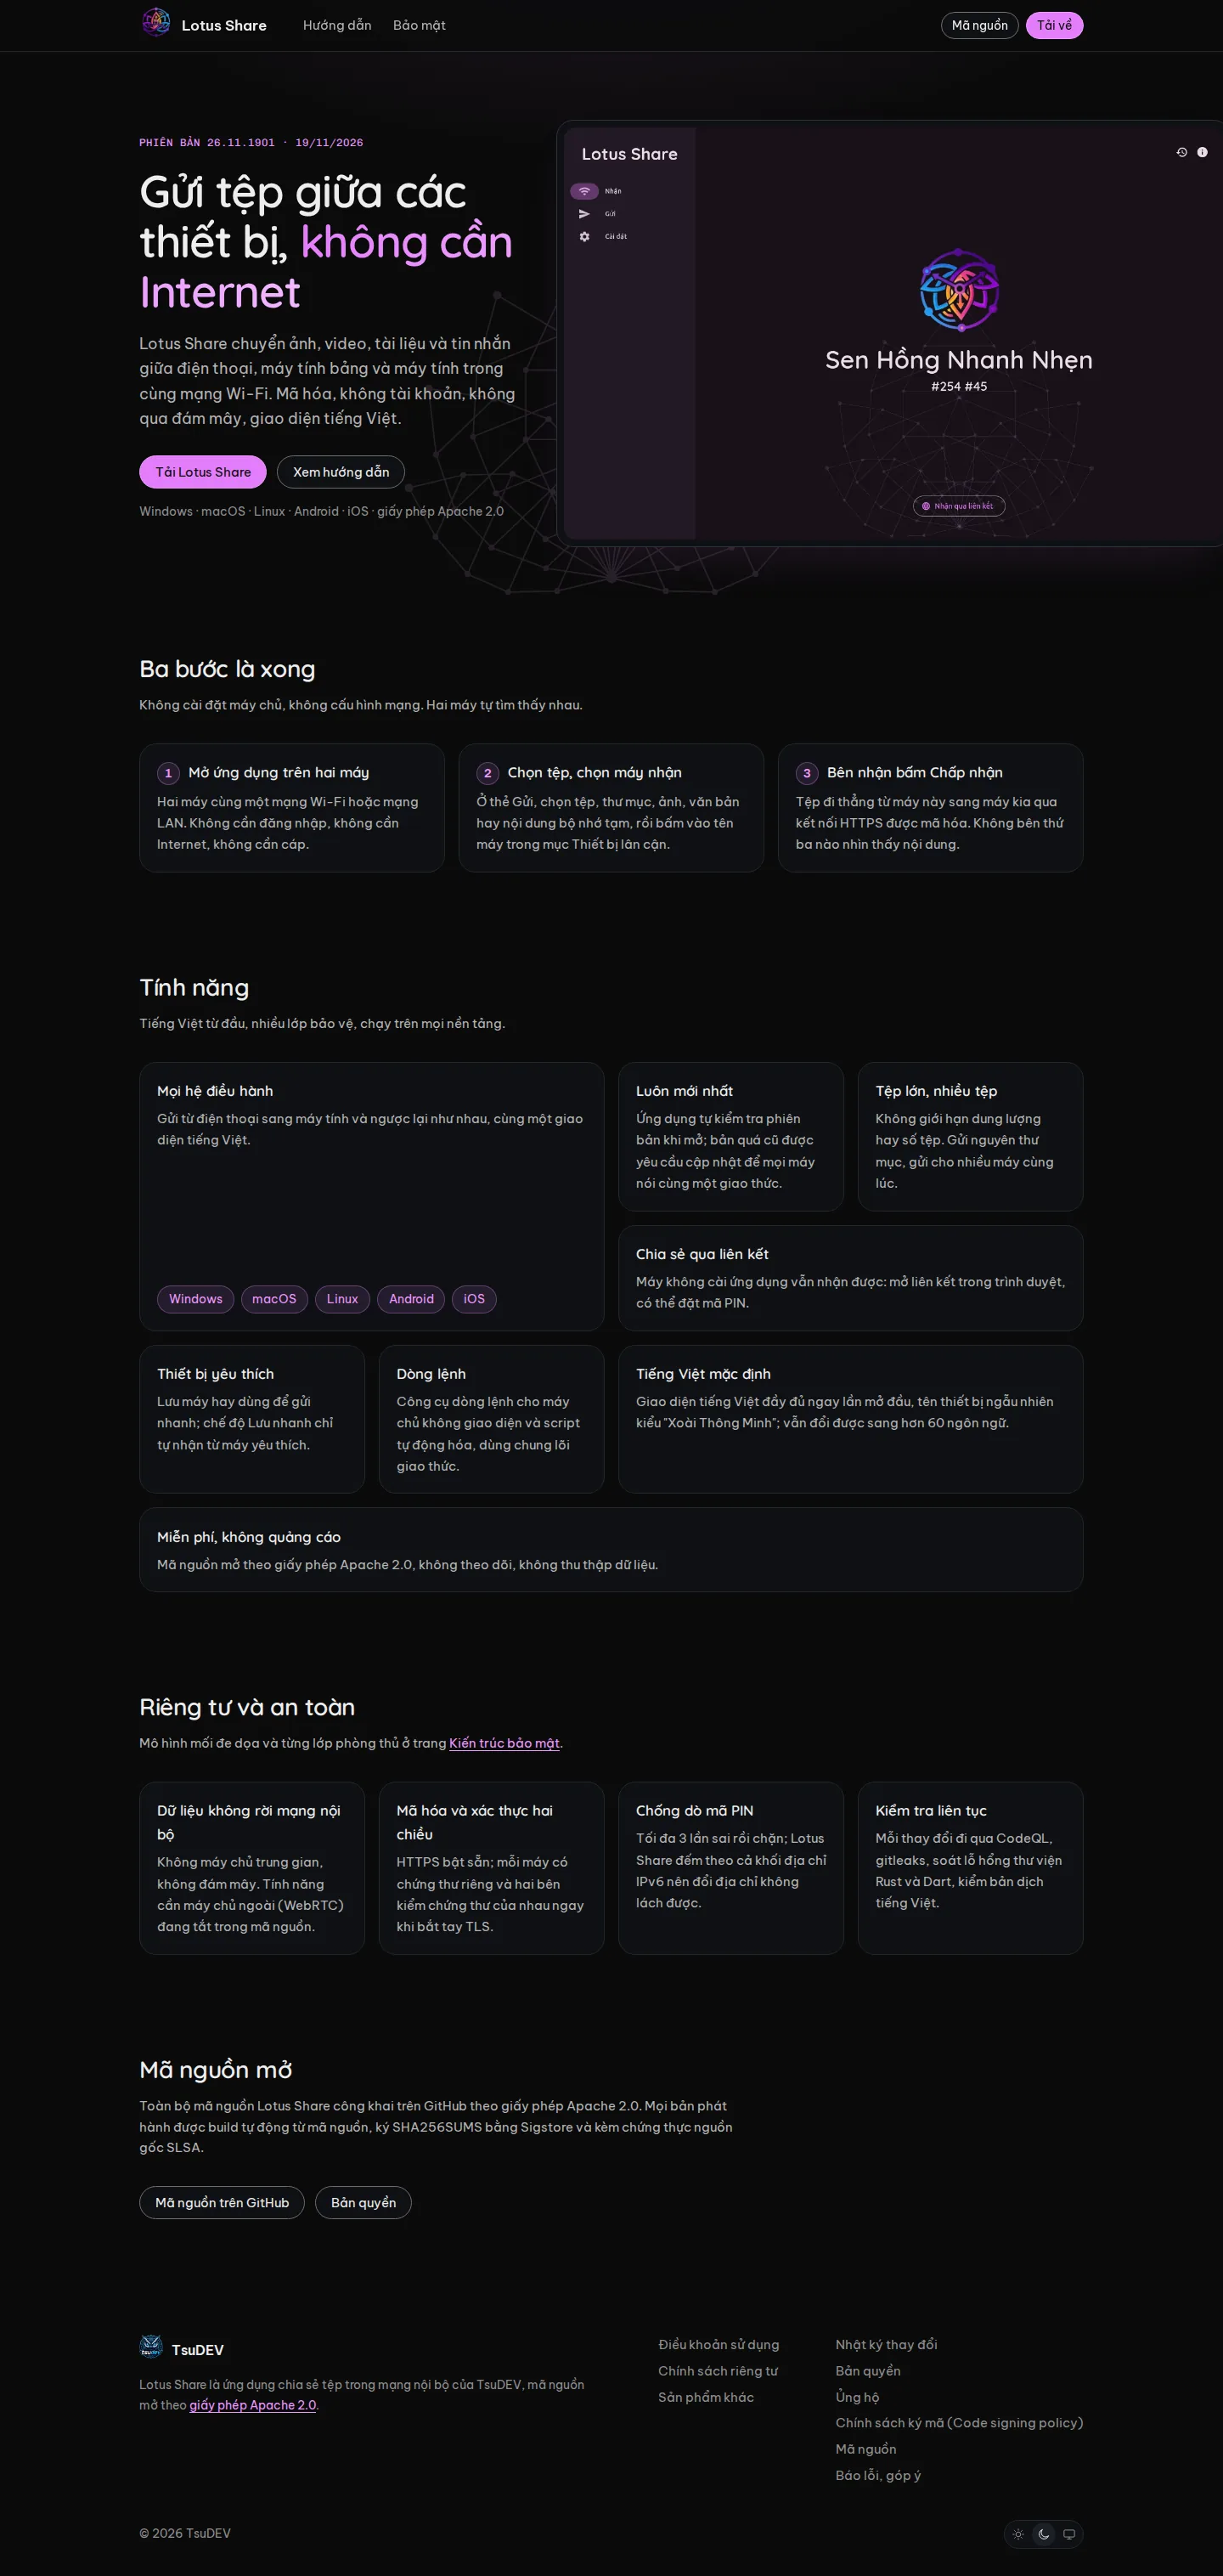 Lotus Share
Hướng dẫn
Bảo mật
Mã nguồn
Tải về
PHIÊN BẢN 26.11.1901 · 19/11/2026
Gửi tệp giữa các
thiết bị, không cần
Internet
Lotus Share chuyển ảnh, video, tài liệu và tin nhắn
giữa điện thoại, máy tính bảng và máy tính trong
cùng mạng Wi-Fi. Mã hóa, không tài khoản, không
qua đám mây, giao diện tiếng Việt.
Tải Lotus Share
Xem hướng dẫn
Windows · macOS · Linux · Android · iOS · giấy phép Apache 2.0
Lotus Share
Nhận
Gửi
Cài đặt
Sen Hồng Nhanh Nhẹn
#254 #45
Nhận qua liên kết
Ba bước là xong
Không cài đặt máy chủ, không cấu hình mạng. Hai máy tự tìm thấy nhau.
1 Mở ứng dụng trên hai máy
Hai máy cùng một mạng Wi-Fi hoặc mạng
LAN. Không cần đăng nhập, không cần
Internet, không cần cáp.
2 Chọn tệp, chọn máy nhận
Ở thẻ Gửi, chọn tệp, thư mục, ảnh, văn bản
hay nội dung bộ nhớ tạm, rồi bấm vào tên
máy trong mục Thiết bị lân cận.
3 Bên nhận bấm Chấp nhận
Tệp đi thẳng từ máy này sang máy kia qua
kết nối HTTPS được mã hóa. Không bên thứ
ba nào nhìn thấy nội dung.
Tính năng
Tiếng Việt từ đầu, nhiều lớp bảo vệ, chạy trên mọi nền tảng.
Mọi hệ điều hành
Gửi từ điện thoại sang máy tính và ngược lại như nhau, cùng một giao
diện tiếng Việt.
Windows
macOS
Linux
Android
iOS
Luôn mới nhất
Ứng dụng tự kiểm tra phiên
bản khi mở; bản quá cũ được
yêu cầu cập nhật để mọi máy
nói cùng một giao thức.
Tệp lớn, nhiều tệp
Không giới hạn dung lượng
hay số tệp. Gửi nguyên thư
mục, gửi cho nhiều máy cùng
lúc.
Chia sẻ qua liên kết
Máy không cài ứng dụng vẫn nhận được: mở liên kết trong trình duyệt,
có thể đặt mã PIN.
Thiết bị yêu thích
Lưu máy hay dùng để gửi
nhanh; chế độ Lưu nhanh chỉ
tự nhận từ máy yêu thích.
Dòng lệnh
Công cụ dòng lệnh cho máy
chủ không giao diện và script
tự động hóa, dùng chung lõi
giao thức.
Tiếng Việt mặc định
Giao diện tiếng Việt đầy đủ ngay lần mở đầu, tên thiết bị ngẫu nhiên
kiểu "Xoài Thông Minh"; vẫn đổi được sang hơn 60 ngôn ngữ.
Miễn phí, không quảng cáo
Mã nguồn mở theo giấy phép Apache 2.0, không theo dõi, không thu thập dữ liệu.
Riêng tư và an toàn
Mô hình mối đe dọa và từng lớp phòng thủ ở trang Kiến trúc bảo mật.
Dữ liệu không rời mạng nội
bộ
Không máy chủ trung gian,
không đám mây. Tính năng
cần máy chủ ngoài (WebRTC)
đang tắt trong mã nguồn.
Mã hóa và xác thực hai
chiều
HTTPS bật sẵn; mỗi máy có
chứng thư riêng và hai bên
kiểm chứng thư của nhau ngay
khi bắt tay TLS.
Chống dò mã PIN
Tối đa 3 lần sai rồi chặn; Lotus
Share đếm theo cả khối địa chỉ
IPv6 nên đổi địa chỉ không
lách được.
Kiểm tra liên tục
Mỗi thay đổi đi qua CodeQL,
gitleaks, soát lỗ hổng thư viện
Rust và Dart, kiểm bản dịch
tiếng Việt.
Mã nguồn mở
Toàn bộ mã nguồn Lotus Share công khai trên GitHub theo giấy phép Apache 2.0. Mọi bản phát
hành được build tự động từ mã nguồn, ký SHA256SUMS bằng Sigstore và kèm chứng thực nguồn
gốc SLSA.
Mã nguồn trên GitHub
Bản quyền
TsuDEV
Lotus Share là ứng dụng chia sẻ tệp trong mạng nội bộ của TsuDEV, mã nguồn
mở theo giấy phép Apache 2.0.
Điều khoản sử dụng
Chính sách riêng tư
Sản phẩm khác
Nhật ký thay đổi
Bản quyền
Ủng hộ
Chính sách ký mã (Code signing policy)
Mã nguồn
Báo lỗi, góp ý
© 2026 TsuDEV